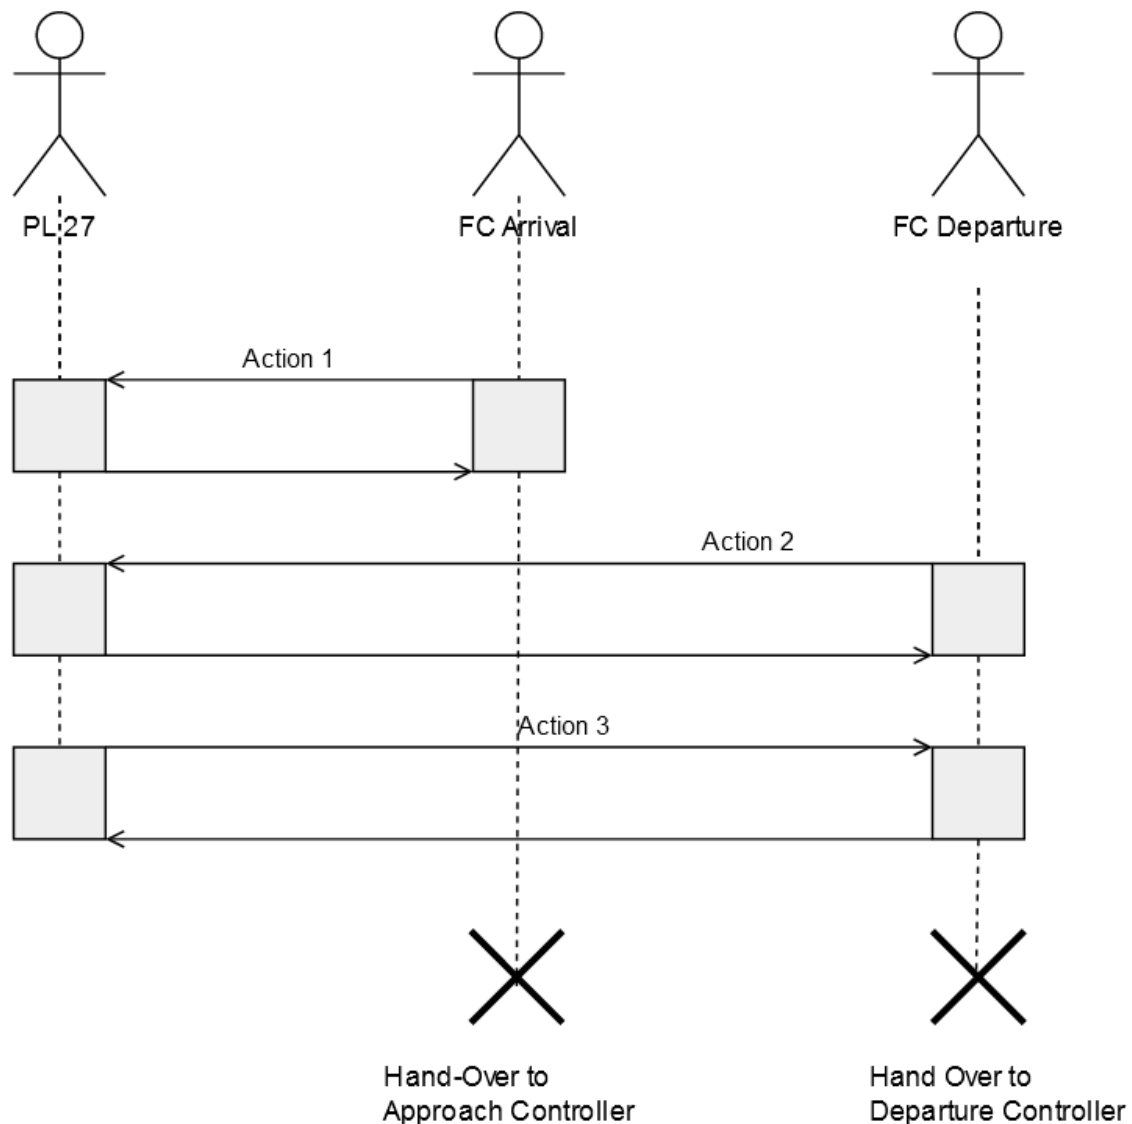 PL 27
FC Arrival
FC Departure
Action 1
Action 2
Action 3
Hand-Over to
Approach Controller
Hand Over to
Departure Controller